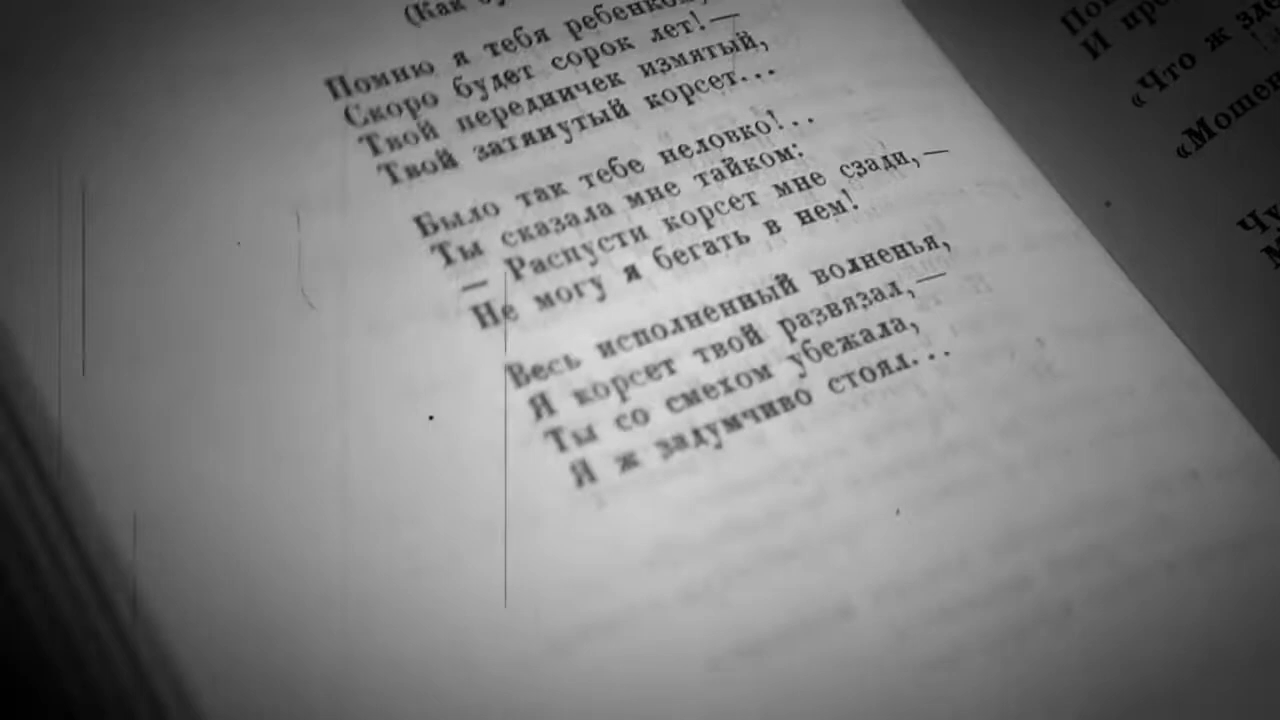 (Как
Помню я тебя ребенком,
Скоро будет сорок лет!—
Твой передничек измятый,
Твой затянутый корсет...
Было так тебе неловко!..
Ты сказала мне тайком:
— Распусти корсет мне сзади,—
Не могу я бегать в нем!
Весь исполненный волненья,
Я корсет твой развязал,—
Ты со смехом убежала,
Я ж задумчиво стоял...
И
«Что ж